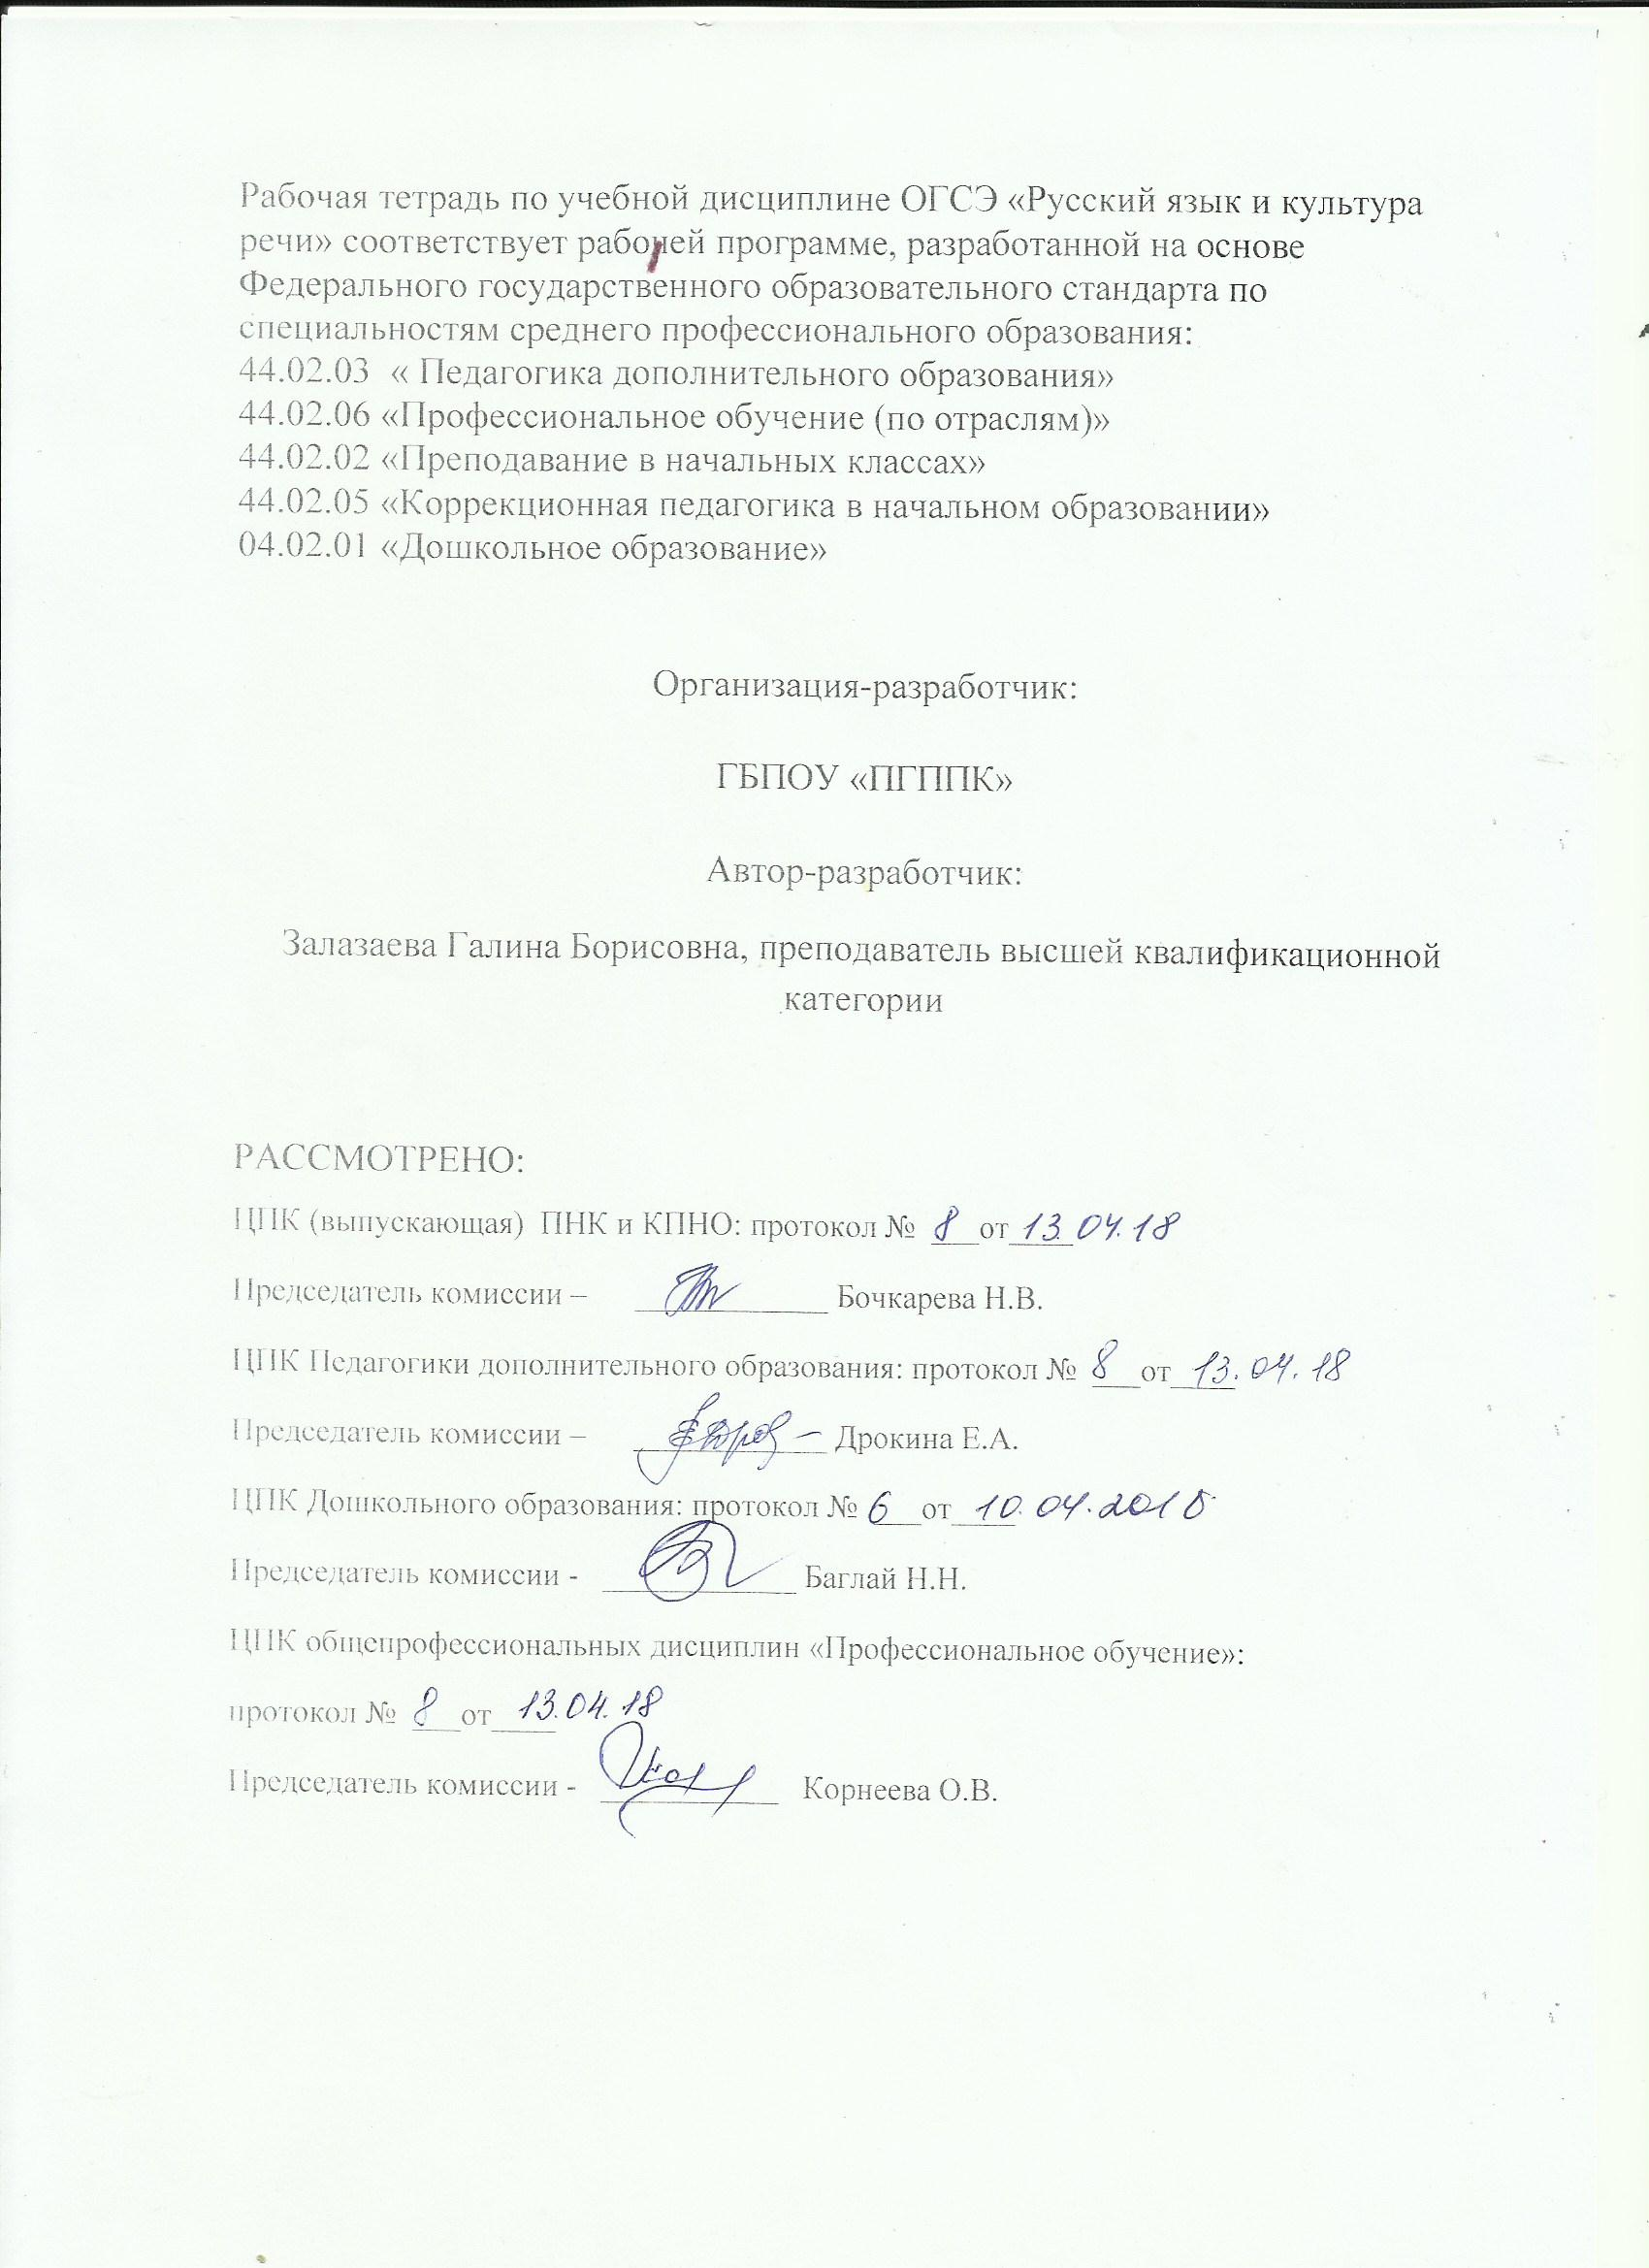 Рабочая тетрадь по учебной дисциплине ОГСЭ «Русский язык и культура
речи» соответствует рабочей программе, разработанной на основе
Федерального государственного образовательного стандарта по
специальностям среднего профессионального образования:
44.02.03 « Педагогика дополнительного образования»
44.02.06 «Профессиональное обучение (по отраслям)»
44.02.02 «Преподавание в начальных классах»
44.02.05 «Коррекционная педагогика в начальном образовании»
04.02.01 «Дошкольное образование»
Организация-разработчик:
ГБПОУ «ПГППК»
Автор-разработчик:
Залазаева Галина Борисовна, преподаватель высшей квалификационной
категории
РАССМОТРЕНО:
ЦПК (выпускающая) ПНК и КПНО: протокол № 8 от 13.04.18
Председатель комиссии – Бочкарева Н.В.
ЦПК Педагогики дополнительного образования: протокол № 8 от 13.04.18
Председатель комиссии – Дрокина Е.А.
ЦПК Дошкольного образования: протокол № 6 от 10.04.2018
Председатель комиссии - Баглай Н.Н.
ЦПК общепрофессиональных дисциплин «Профессиональное обучение»:
протокол № 8 от 13.04.18
Председатель комиссии - Корнеева О.В.